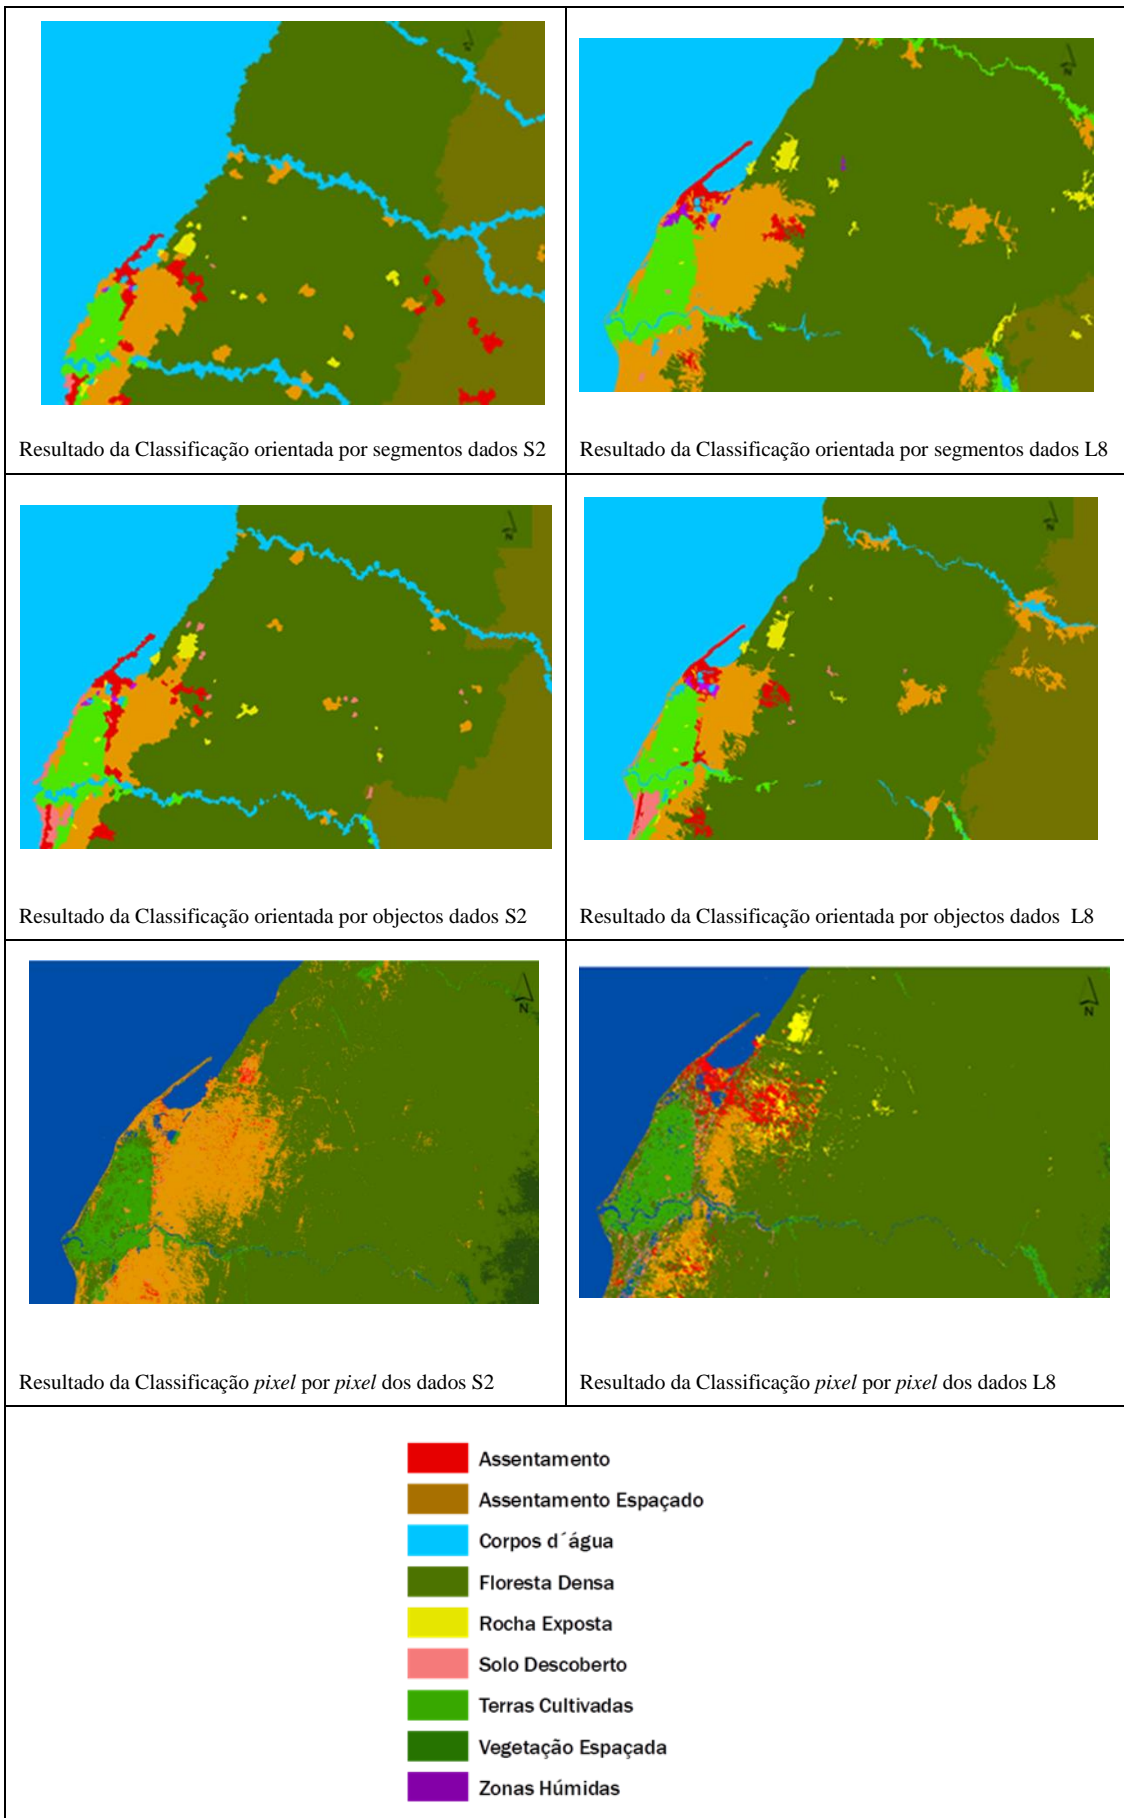 N
N
Resultado da Classificação orientada por segmentos dados S2
Resultado da Classificação orientada por segmentos dados L8
N
N
Resultado da Classificação orientada por objectos dados S2
Resultado da Classificação orientada por objectos dados L8
N
N
Resultado da Classificação pixel por pixel dos dados S2
Resultado da Classificação pixel por pixel dos dados L8
Assentamento
Assentamento Espaçado
Corpos d´água
Floresta Densa
Rocha Exposta
Solo Descoberto
Terras Cultivadas
Vegetação Espaçada
Zonas Húmidas